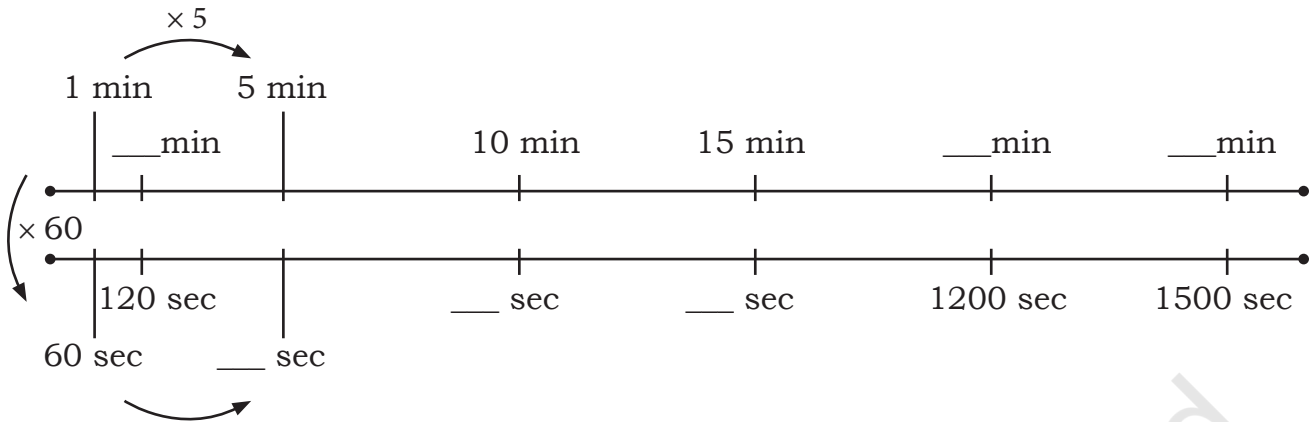 × 5
1 min 5 min
___min 10 min 15 min ___min ___min
× 60
120 sec ___ sec ___ sec 1200 sec 1500 sec
60 sec ___ sec